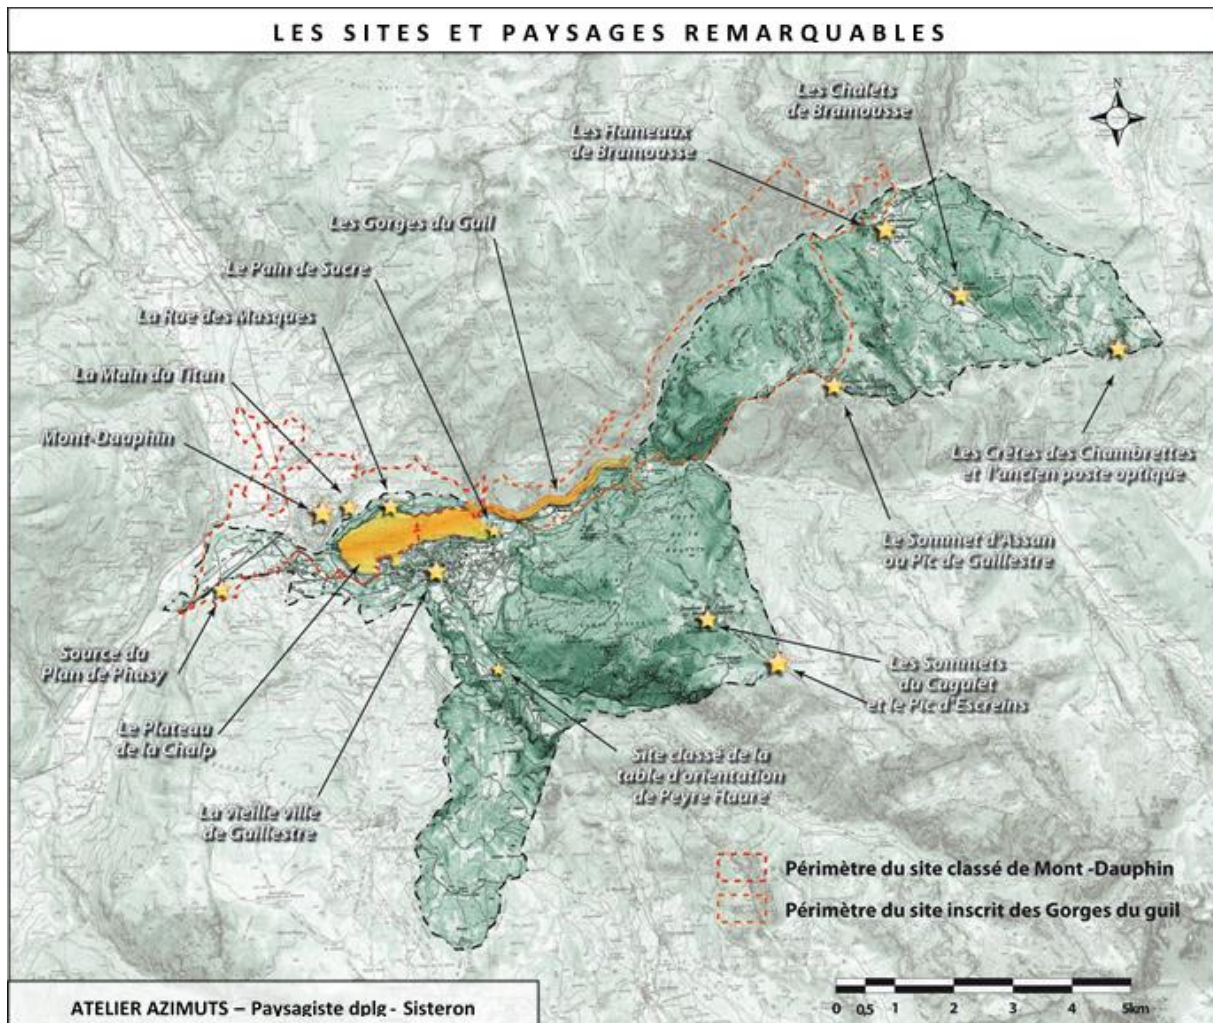 LES SITES ET PAYSAGES REMARQUABLES
Les Chalets
de Bramousse
N
Les Hameaux
de Bramousse
Les Gorges du Guil
Le Pain de Sucre
La Rue des Masques
La Main du Titan
Mont-Dauphin
Les Crêtes des Chambrettes
et l'ancien poste optique
Le Sommet d'Assan
ou Pic de Guillestre
Source du
Plan de Phasy
Les Sommets
du Cugulet
et le Pic d'Escreins
Le Plateau
de la Chalp
Site classé de la
table d'orientation
de Peyre Haure
La vieille ville
de Guillestre
Périmètre du site classé de Mont -Dauphin
Périmètre du site inscrit des Gorges du guil
ATELIER AZIMUTS – Paysagiste dplg - Sisteron
0 0,5 1 2 3 4 5km